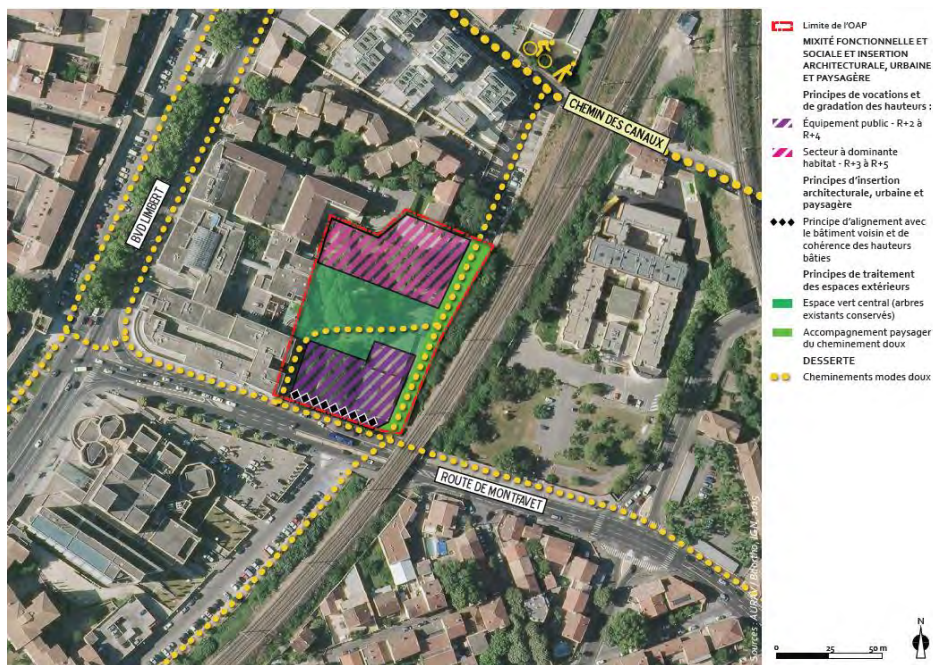 CHEMIN DES CANAUX
BVD LIMBERT
ROUTE DE MONTFAVET
Limite de l'OAP
MIXITÉ FONCTIONNELLE ET
SOCIALE ET INSERTION
ARCHITECTURALE, URBAINE
ET PAYSAGÈRE
Principes de vocations et
de gradation des hauteurs :
Équipement public - R+2 à
R+4
Secteur à dominante
habitat - R+3 à R+5
Principes d'insertion
architecturale, urbaine et
paysagère
Principe d'alignement avec
le bâtiment voisin et de
cohérence des hauteurs
bâties
Principes de traitement
des espaces extérieurs
Espace vert central (arbres
existants conservés)
Accompagnement paysager
du cheminement doux
DESSERTE
Cheminements modes doux
N
0 25 50 m